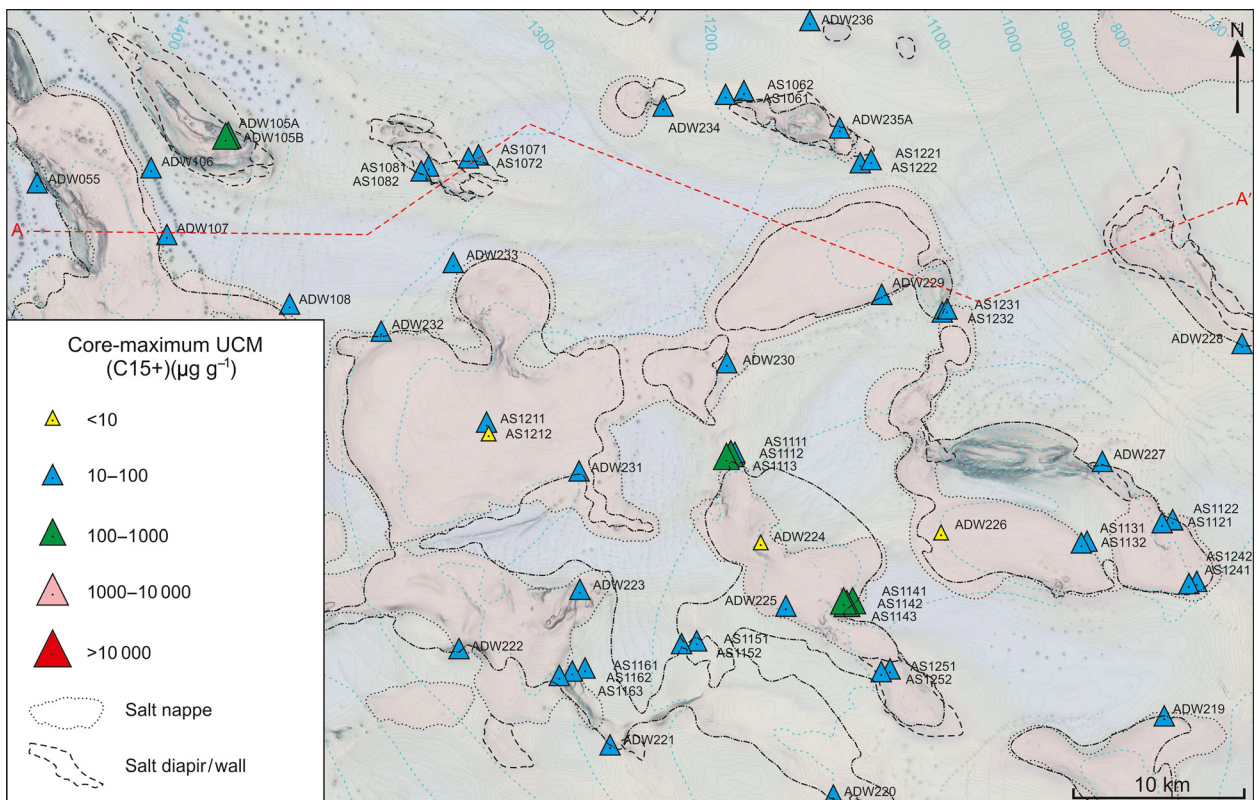 1400
1300
1200
1100
1000
900
800
700
N
ADW236
AS1062
AS1061
ADW234
ADW235A
ADW105A
ADW105B
AS1071
AS1072
AS1081
AS1082
AS1221
AS1222
ADW106
ADW055
A
A'
ADW107
ADW233
ADW108
ADW229
AS1231
AS1232
ADW232
ADW228
ADW230
AS1211
AS1212
ADW231
AS1111
AS1112
AS1113
ADW227
ADW224
ADW226
AS1122
AS1121
AS1131
AS1132
AS1242
AS1241
ADW223
ADW225
AS1141
AS1142
AS1143
ADW222
AS1151
AS1152
AS1161
AS1162
AS1163
AS1251
AS1252
ADW221
ADW219
ADW220
10 km
Core-maximum UCM
(C15+)(µg g–1)
<10
10–100
100–1000
1000–10 000
>10 000
Salt nappe
Salt diapir/wall